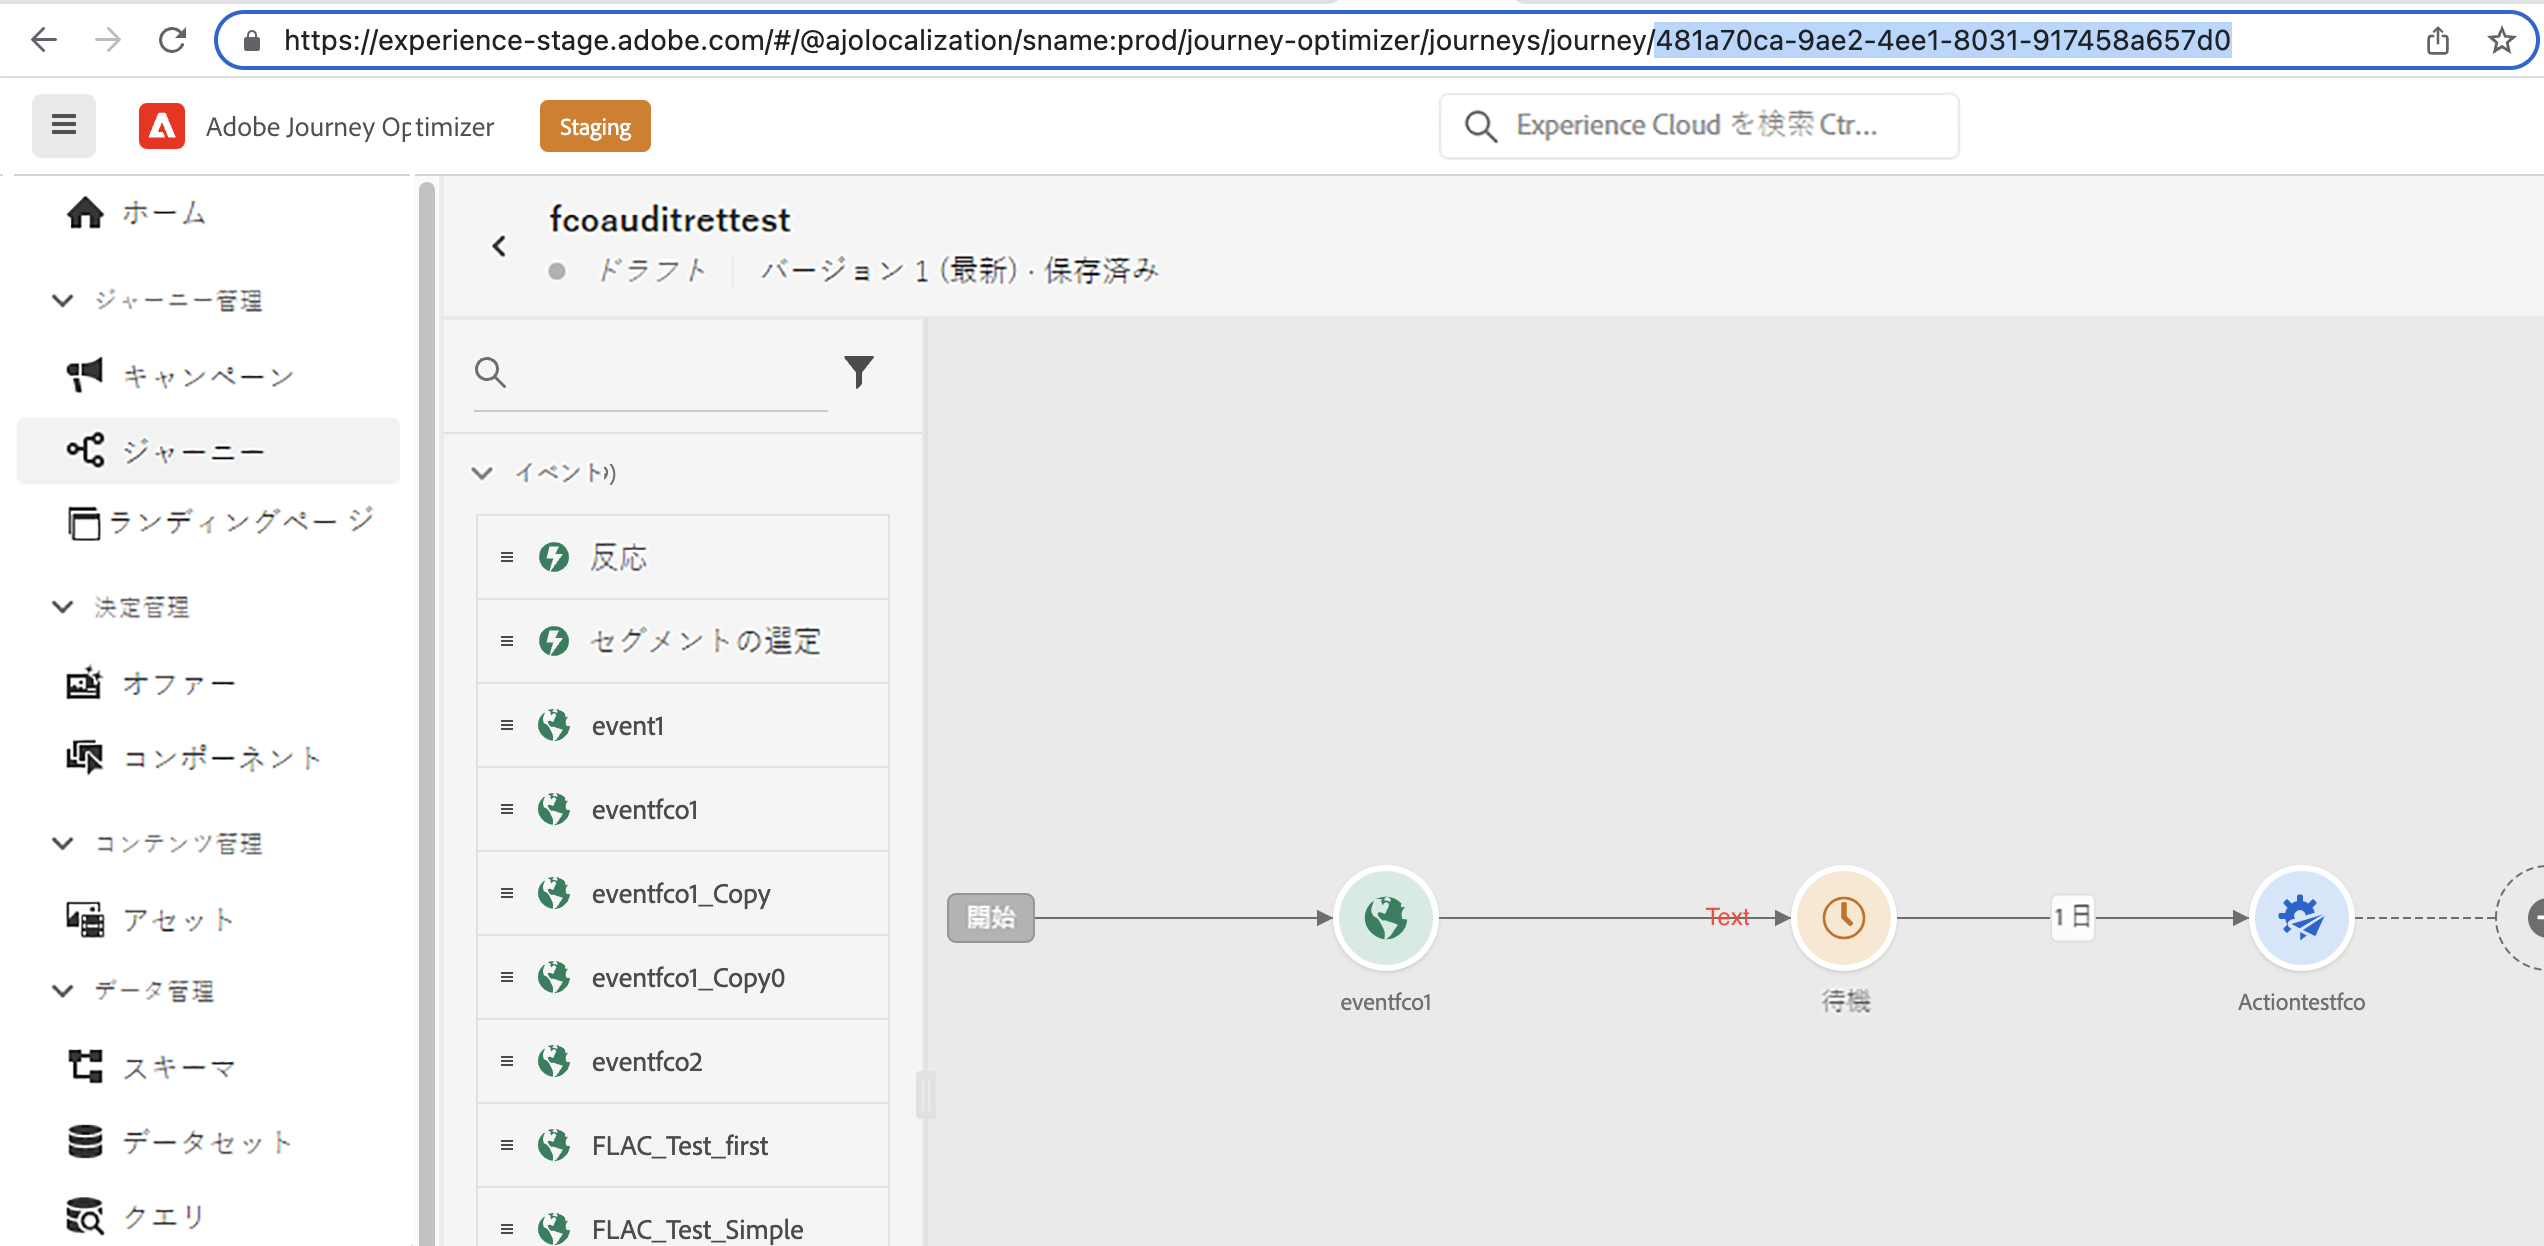 https://experience-stage.adobe.com/#/@ajolocalization/sname:prod/journey-optimizer/journeys/journey/481a70ca-9ae2-4ee1-8031-917458a657d0
Adobe Journey Optimizer
Staging
Experience Cloud を検索 Ctr...
ホーム
ジャーニー管理
キャンペーン
ジャーニー
ランディングページ
決定管理
オファー
コンポーネント
コンテンツ管理
アセット
データ管理
スキーマ
データセット
クエリ
fcoauditrettest
ドラフト
バージョン 1 (最新) · 保存済み
イベント)
反応
セグメントの選定
event1
eventfco1
eventfco1_Copy
eventfco1_Copy0
eventfco2
FLAC_Test_first
FLAC_Test_Simple
開始
Text
1 日
eventfco1
待機
Actiontestfco